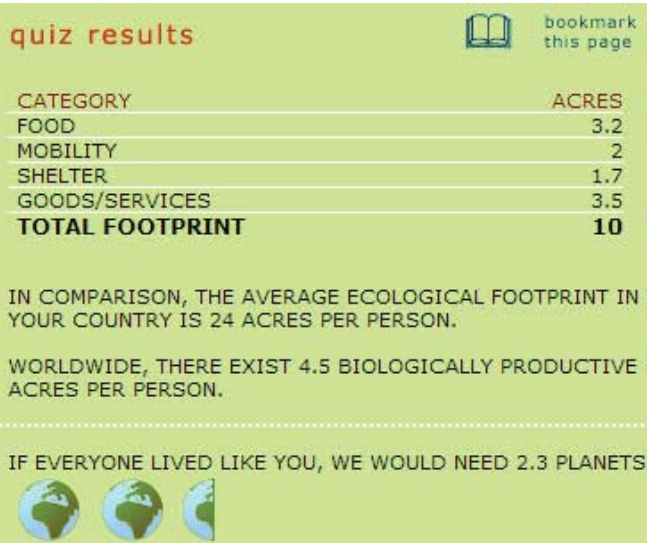 quiz results
bookmark
this page
CATEGORY ACRES
FOOD 3.2
MOBILITY 2
SHELTER 1.7
GOODS/SERVICES 3.5
TOTAL FOOTPRINT 10
IN COMPARISON, THE AVERAGE ECOLOGICAL FOOTPRINT IN
YOUR COUNTRY IS 24 ACRES PER PERSON.
WORLDWIDE, THERE EXIST 4.5 BIOLOGICALLY PRODUCTIVE
ACRES PER PERSON.
IF EVERYONE LIVED LIKE YOU, WE WOULD NEED 2.3 PLANETS